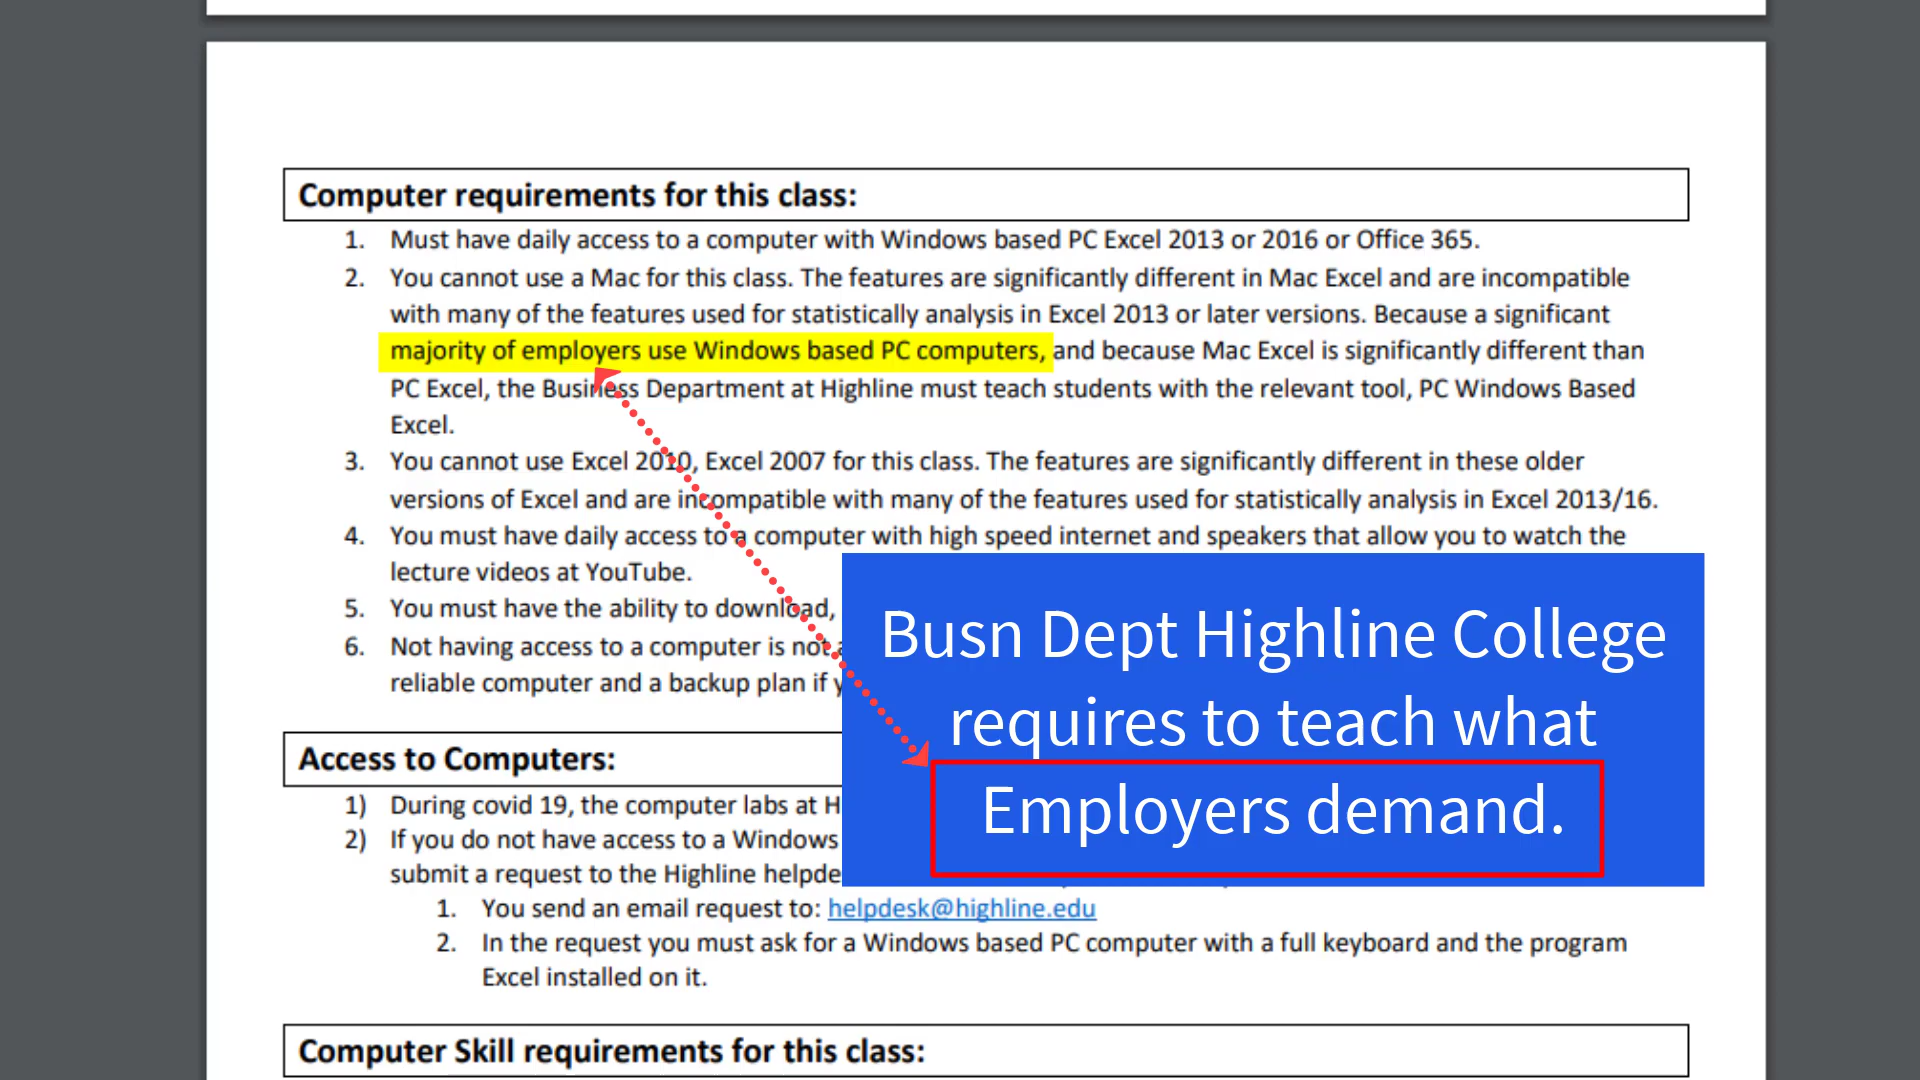 Computer requirements for this class:
1. Must have daily access to a computer with Windows based PC Excel 2013 or 2016 or Office 365.
2. You cannot use a Mac for this class. The features are significantly different in Mac Excel and are incompatible
with many of the features used for statistically analysis in Excel 2013 or later versions. Because a significant
majority of employers use Windows based PC computers, and because Mac Excel is significantly different than
PC Excel, the Business Department at Highline must teach students with the relevant tool, PC Windows Based
Excel.
3. You cannot use Excel 2010, Excel 2007 for this class. The features are significantly different in these older
versions of Excel and are incompatible with many of the features used for statistically analysis in Excel 2013/16.
4. You must have daily access to a computer with high speed internet and speakers that allow you to watch the
lecture videos at YouTube.
5. You must have the ability to download,
6. Not having access to a computer is not
reliable computer and a backup plan if
Busn Dept Highline College
requires to teach what
Employers demand.
Access to Computers:
1) During covid 19, the computer labs at H
2) If you do not have access to a Windows
submit a request to the Highline helpde
1. You send an email request to: helpdesk@highline.edu
2. In the request you must ask for a Windows based PC computer with a full keyboard and the program
Excel installed on it.
Computer Skill requirements for this class: